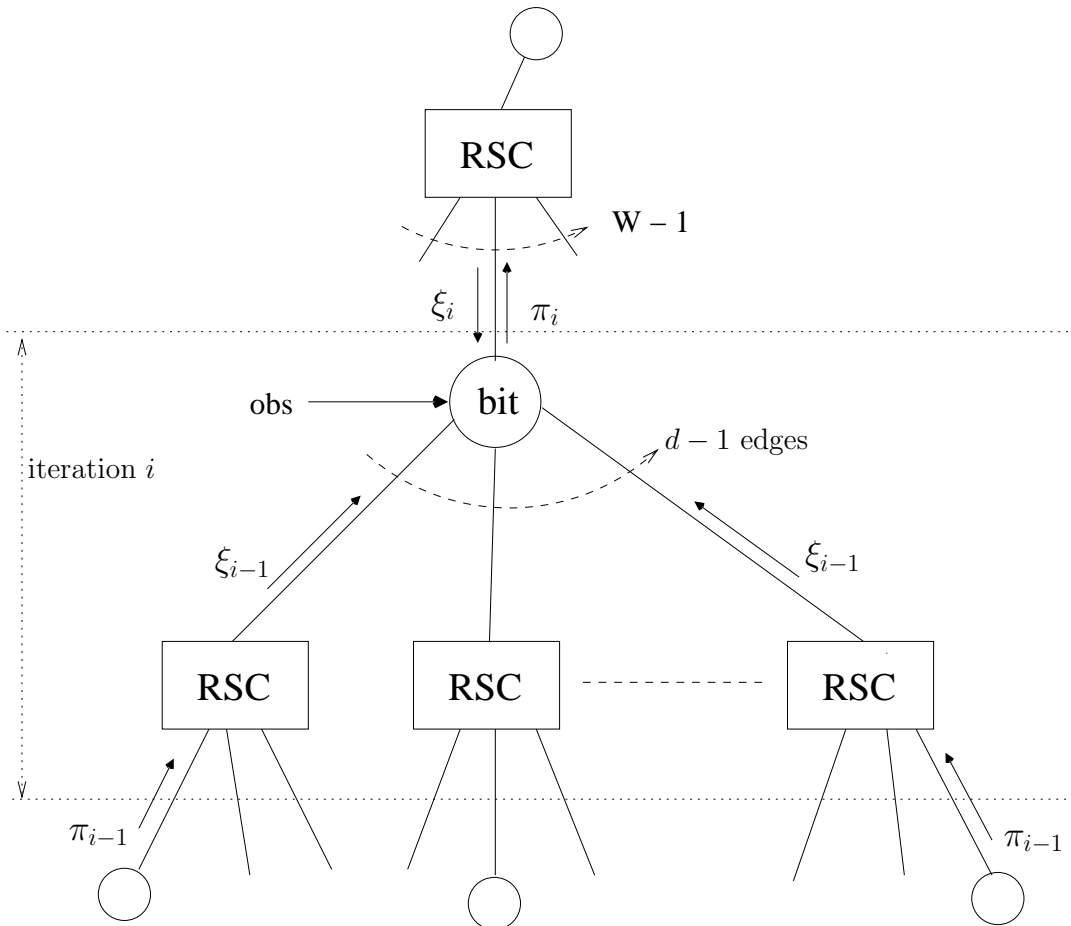 RSC
W – 1
ξ_i
π_i
obs
bit
d − 1 edges
iteration i
ξ_{i−1}
ξ_{i−1}
RSC
RSC
RSC
π_{i−1}
π_{i−1}